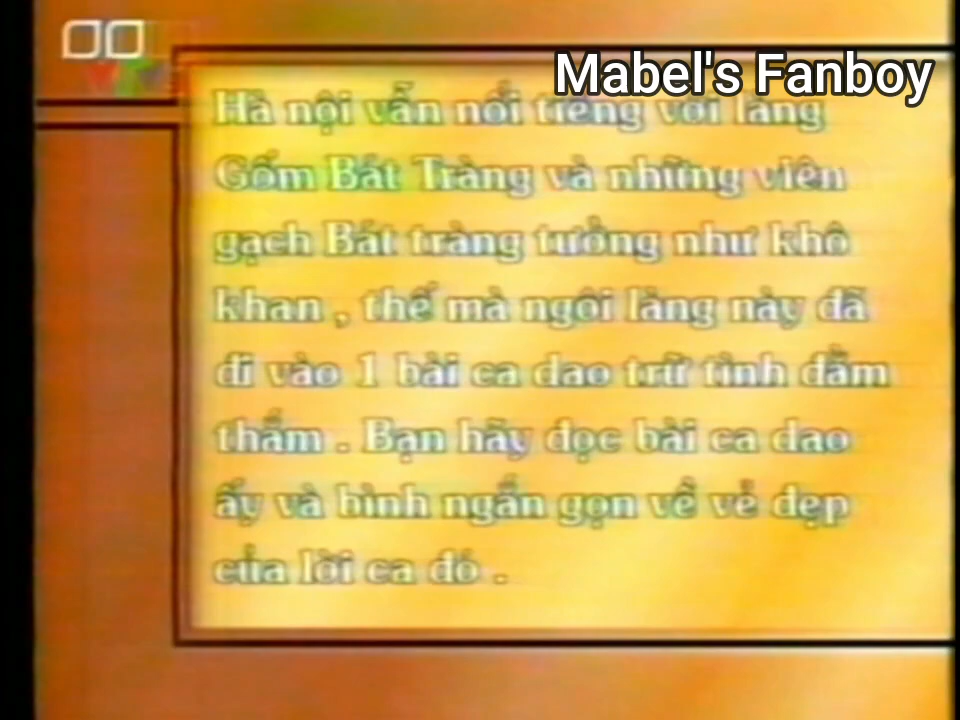 Mabel's Fanboy
Hà nội vẫn nổi tiếng với làng
Gốm Bát Tràng và những viên
gạch Bát tràng tưởng như khô
khan , thế mà ngôi làng này đã
đi vào 1 bài ca dao trữ tình đằm
thắm . Bạn hãy đọc bài ca dao
ấy và bình ngắn gọn về vẻ đẹp
của lời ca đó .